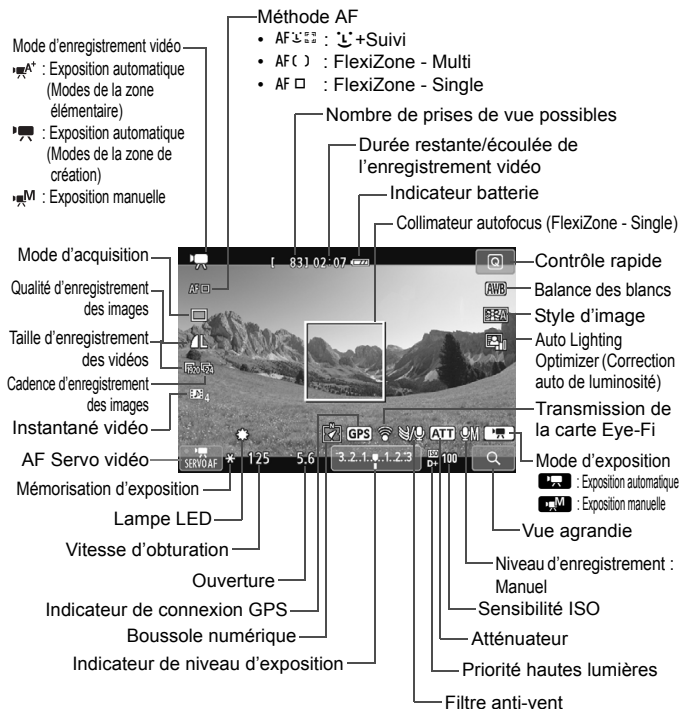 Méthode AF
• AF : +Suivi
• AF( ) : FlexiZone - Multi
• AF : FlexiZone - Single
Mode d'enregistrement vidéo
A+ : Exposition automatique
(Modes de la zone
élémentaire)
: Exposition automatique
(Modes de la zone de
création)
M : Exposition manuelle
Nombre de prises de vue possibles
Durée restante/écoulée de
l'enregistrement vidéo
Indicateur batterie
Collimateur autofocus (FlexiZone - Single)
Mode d'acquisition
Qualité d'enregistrement
des images
Taille d'enregistrement
des vidéos
Cadence d'enregistrement
des images
Instantané vidéo
AF Servo vidéo
Mémorisation d'exposition
Lampe LED
Vitesse d'obturation
Ouverture
Indicateur de connexion GPS
Boussole numérique
Indicateur de niveau d'exposition
[ 83] 02:07
Q
AF
AWB
L
1920 24
4
N
GPS
ATT
M
SERVO AF
125
5.6
3..2..1..0..1..2..3
ISO
D+ 100
Contrôle rapide
Balance des blancs
Style d'image
Auto Lighting
Optimizer (Correction
auto de luminosité)
Transmission de
la carte Eye-Fi
Mode d'exposition
: Exposition automatique
M : Exposition manuelle
Vue agrandie
Niveau d'enregistrement :
Manuel
Sensibilité ISO
Atténuateur
Priorité hautes lumières
Filtre anti-vent